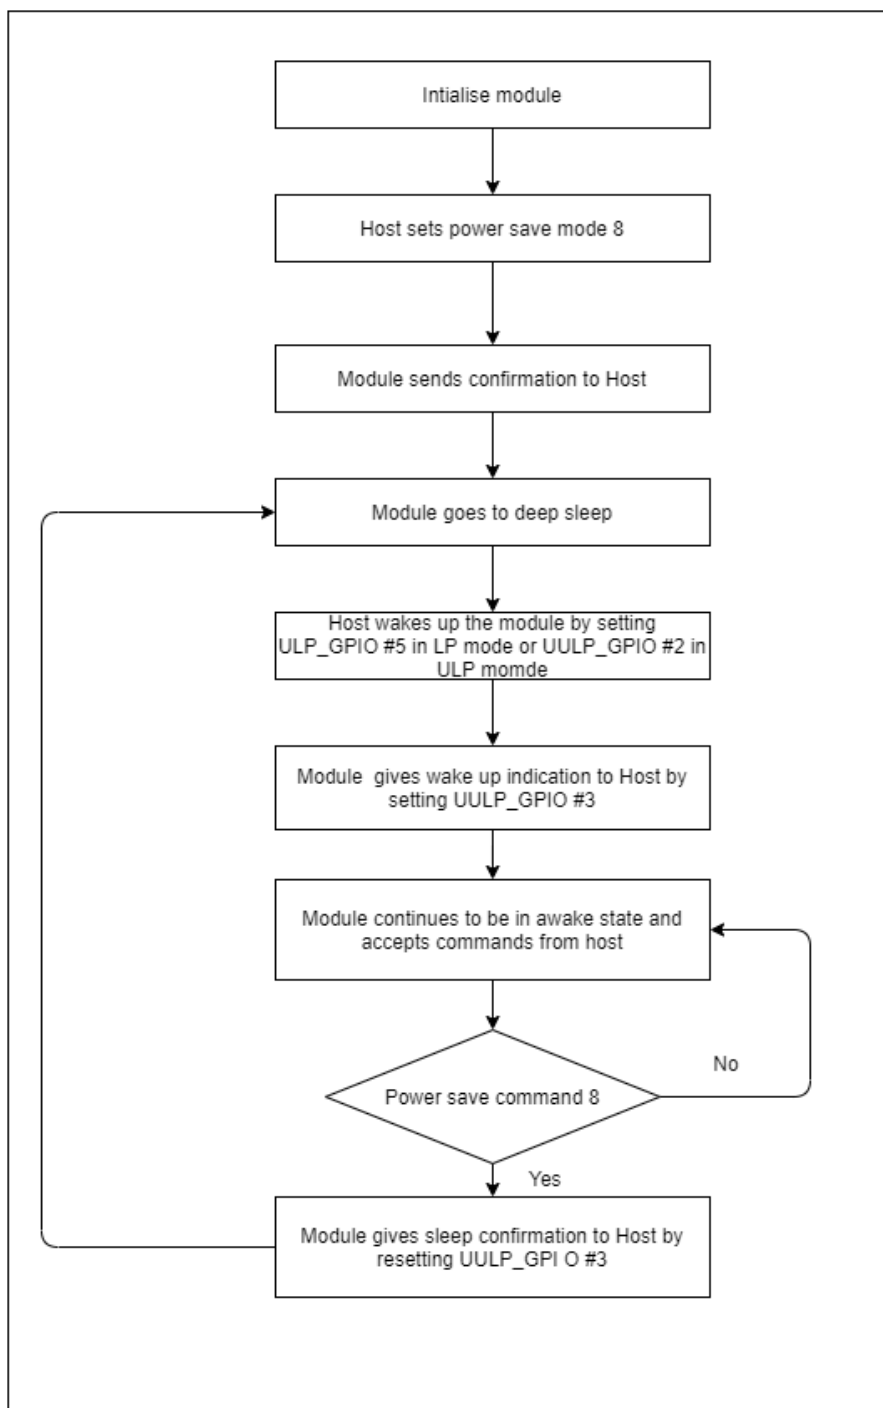 Intialise module
Host sets power save mode 8
Module sends confirmation to Host
Module goes to deep sleep
Host wakes up the module by setting
ULP_GPIO #5 in LP mode or UULP_GPIO #2 in
ULP momde
Module  gives wake up indication to Host by
setting UULP_GPIO #3
Module continues to be in awake state and
accepts commands from host
No
Power save command 8
Yes
Module gives sleep confirmation to Host by
resetting UULP_GPI O #3